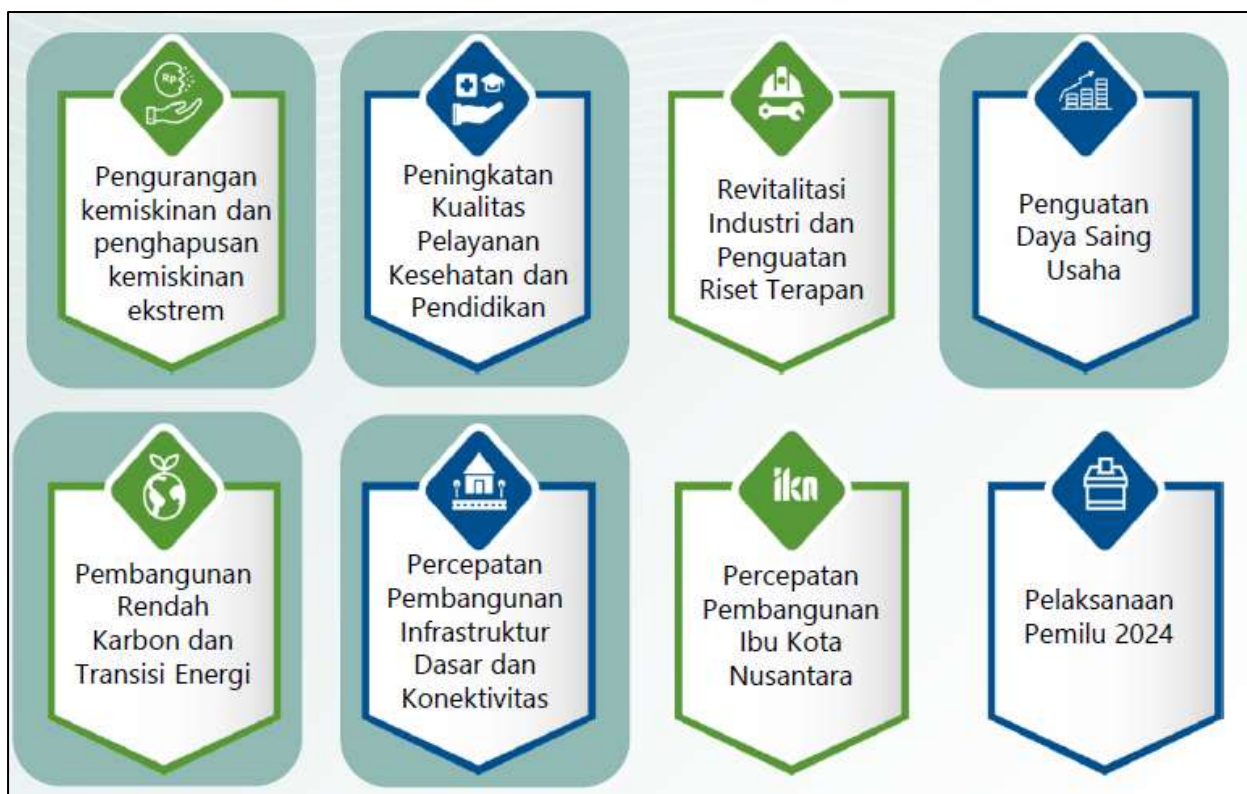 Rp
Pengurangan
kemiskinan dan
penghapusan
kemiskinan
ekstrem
Peningkatan
Kualitas
Pelayanan
Kesehatan dan
Pendidikan
Revitalitasi
Industri dan
Penguatan
Riset Terapan
Penguatan
Daya Saing
Usaha
Pembangunan
Rendah
Karbon dan
Transisi Energi
Percepatan
Pembangunan
Infrastruktur
Dasar dan
Konektivitas
ikn
Percepatan
Pembangunan
Ibu Kota
Nusantara
Pelaksanaan
Pemilu 2024